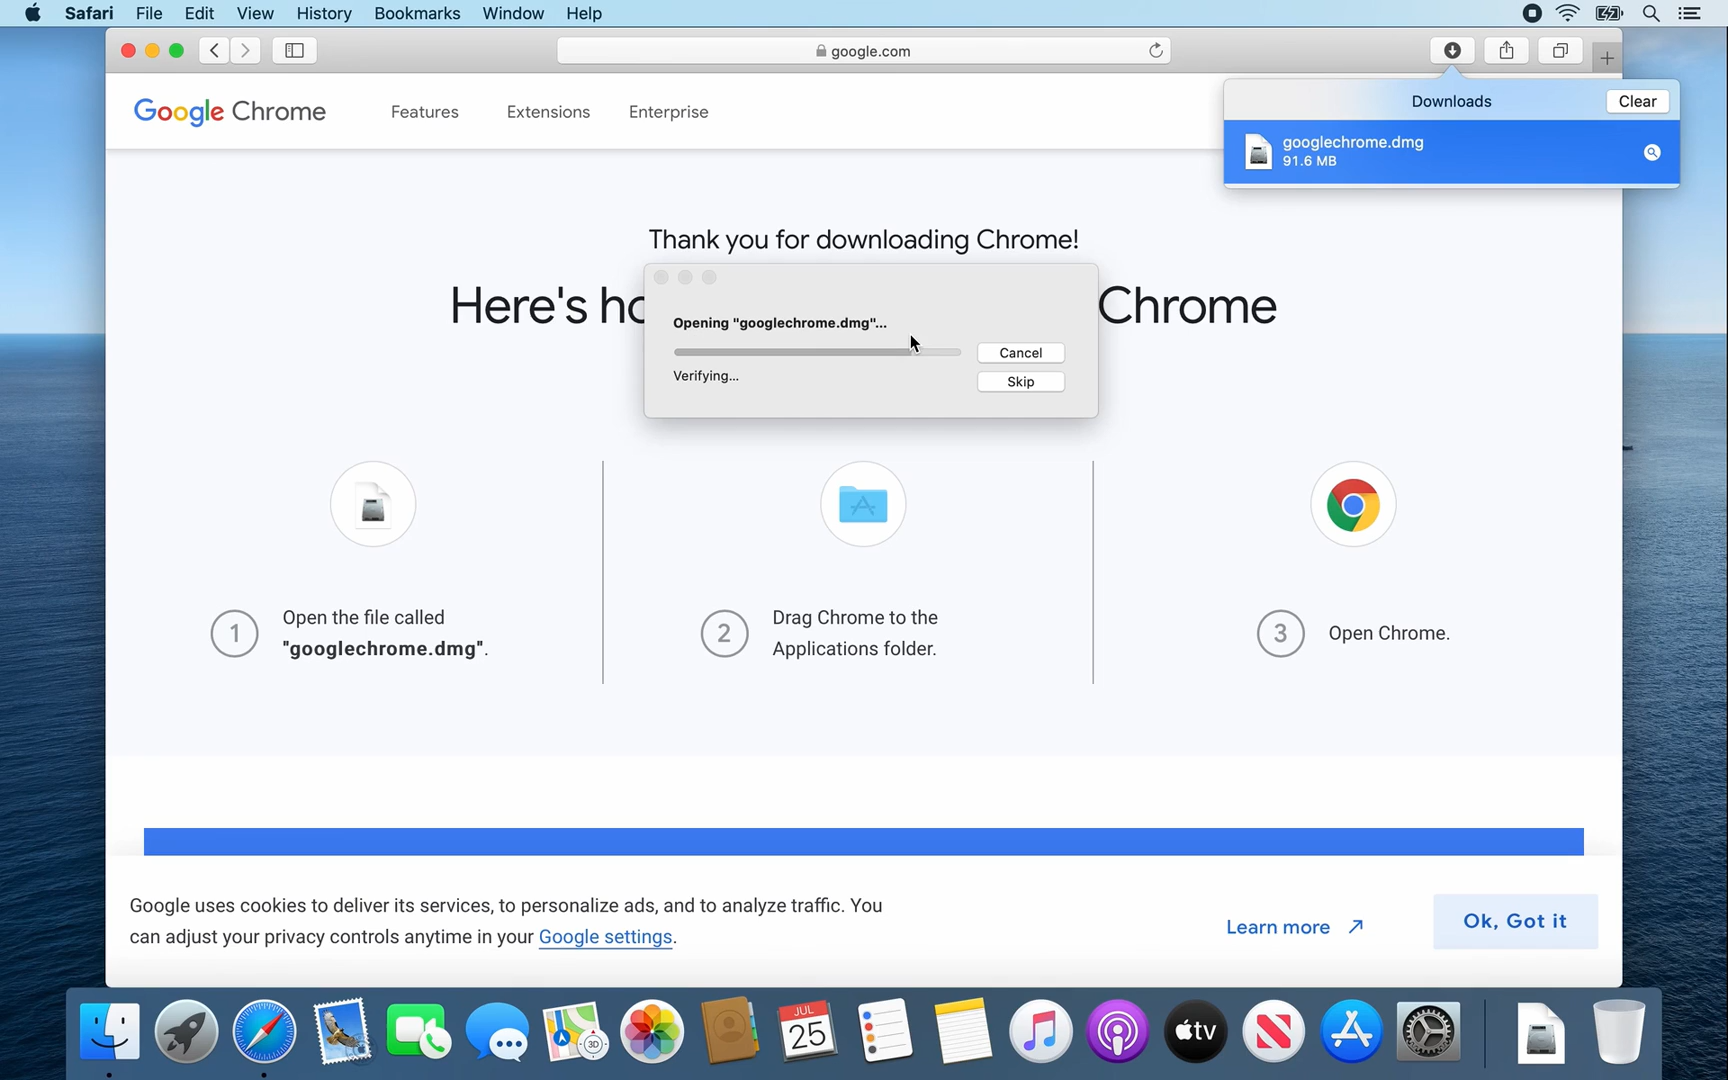 Safari File Edit View History Bookmarks Window Help
google.com
Google Chrome Features Extensions Enterprise
Downloads Clear
googlechrome.dmg
91.6 MB
Thank you for downloading Chrome!
Here's ho Chrome
Opening "googlechrome.dmg"...
Cancel
Verifying...
Skip
1 Open the file called
"googlechrome.dmg".
2 Drag Chrome to the
Applications folder.
3 Open Chrome.
Google uses cookies to deliver its services, to personalize ads, and to analyze traffic. You
can adjust your privacy controls anytime in your Google settings.
Learn more
Ok, Got it
3D
JUL
25
tv